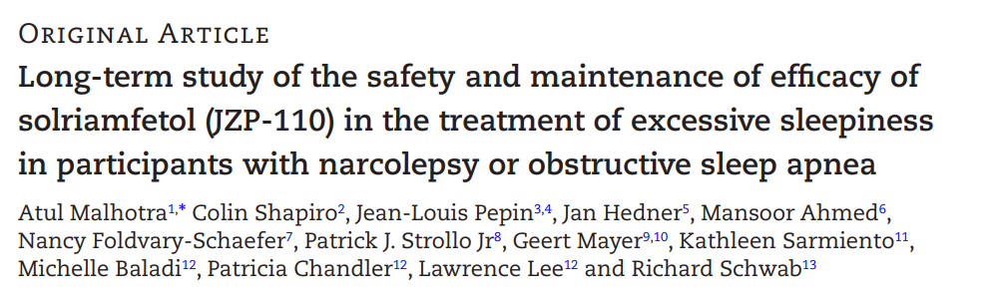 ORIGINAL ARTICLE
Long-term study of the safety and maintenance of efficacy of
solriamfetol (JZP-110) in the treatment of excessive sleepiness
in participants with narcolepsy or obstructive sleep apnea
Atul Malhotra1,* Colin Shapiro2, Jean-Louis Pepin3,4, Jan Hedner5, Mansoor Ahmed6,
Nancy Foldvary-Schaefer7, Patrick J. Strollo Jr8, Geert Mayer9,10, Kathleen Sarmiento11,
Michelle Baladi12, Patricia Chandler12, Lawrence Lee12 and Richard Schwab13